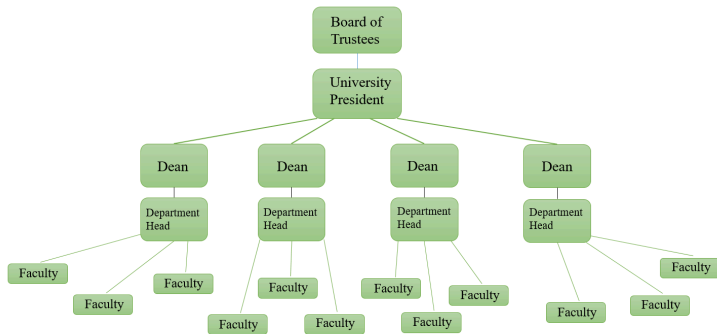 Board of
Trustees
University
President
Dean
Dean
Dean
Dean
Department
Head
Department
Head
Department
Head
Department
Head
Faculty
Faculty
Faculty
Faculty
Faculty
Faculty
Faculty
Faculty
Faculty
Faculty
Faculty
Faculty